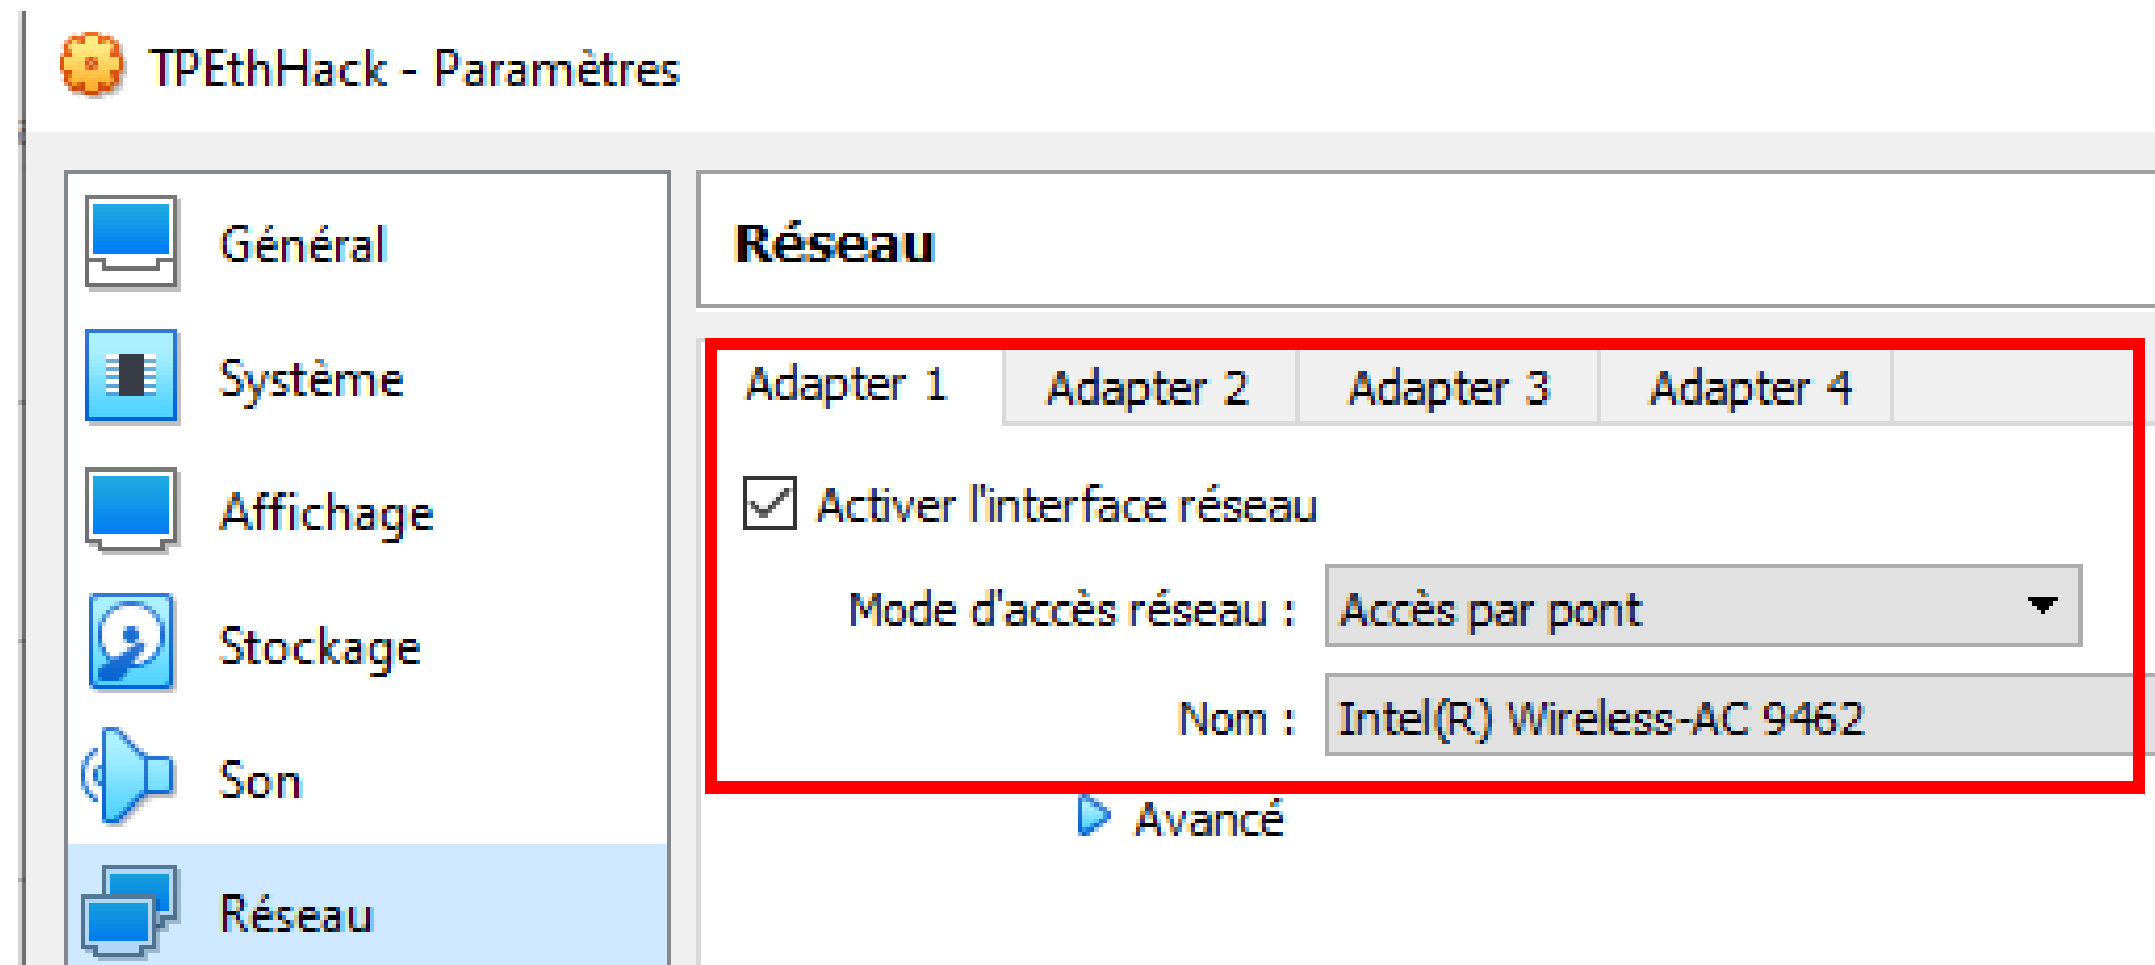 TPEthHack - Paramètres
Général
Système
Affichage
Stockage
Son
Réseau
Réseau
Adapter 1 Adapter 2 Adapter 3 Adapter 4
Activer l'interface réseau
Mode d'accès réseau : Accès par pont
Nom : Intel(R) Wireless-AC 9462
Avancé